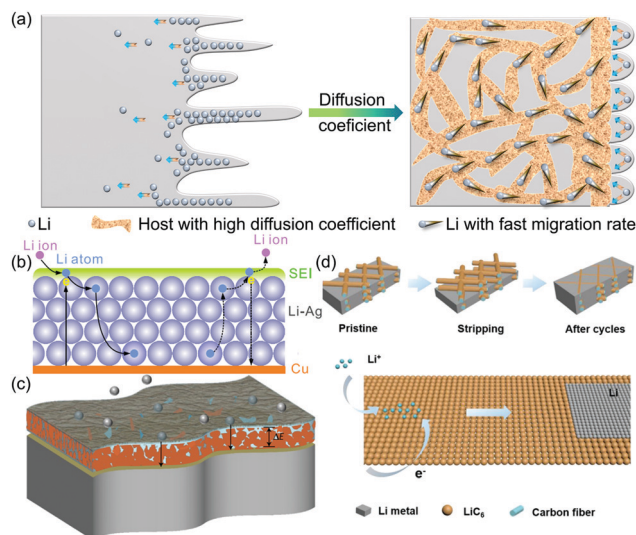 (a)
Diffusion
coeficient
Li
Host with high diffusion coefficient
Li with fast migration rate
(b)
Li ion
Li atom
Li ion
SEI
Li-Ag
Cu
(c)
ΔE
(d)
Pristine
Stripping
After cycles
Li⁺
Li
e⁻
Li metal
LiC₆
Carbon fiber